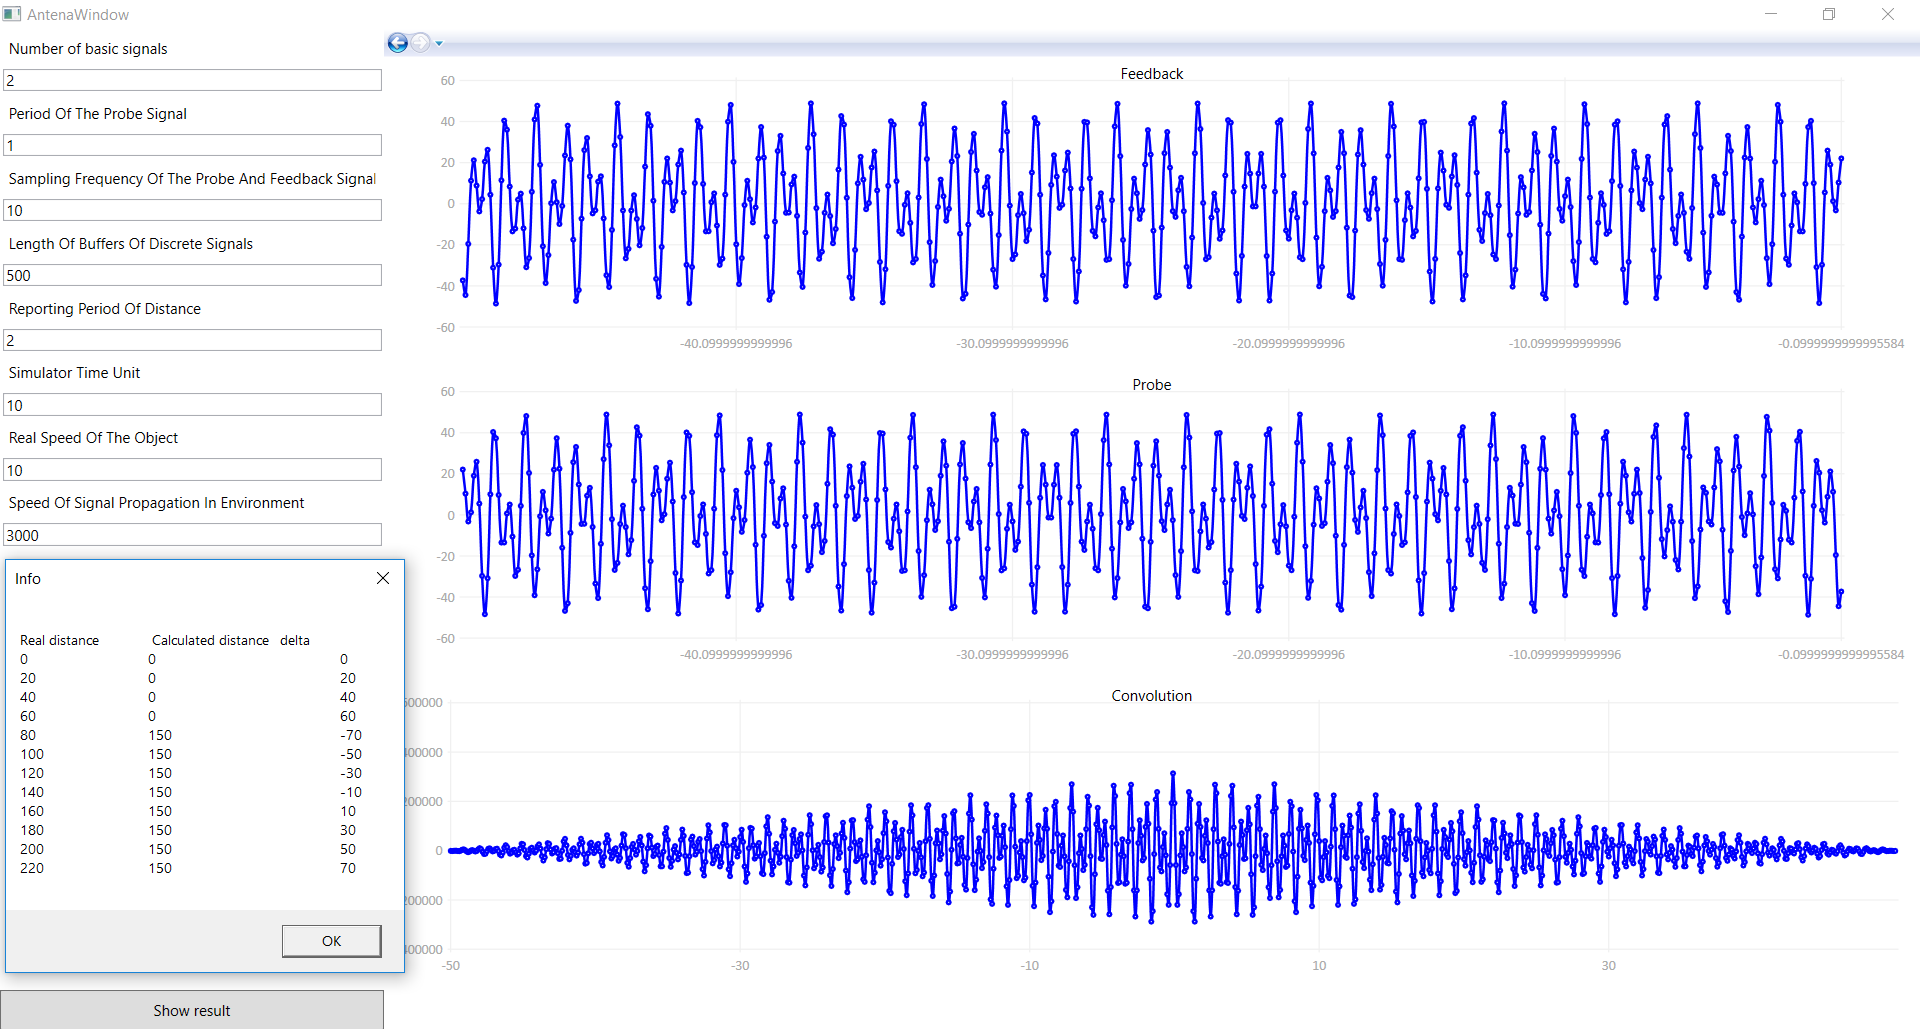 AntenaWindow
Number of basic signals
2
Period Of The Probe Signal
1
Sampling Frequency Of The Probe And Feedback Signal
10
Length Of Buffers Of Discrete Signals
500
Reporting Period Of Distance
2
Simulator Time Unit
10
Real Speed Of The Object
10
Speed Of Signal Propagation In Environment
3000
Info
Real distance Calculated distance delta
0 0 0
20 0 20
40 0 40
60 0 60
80 150 -70
100 150 -50
120 150 -30
140 150 -10
160 150 10
180 150 30
200 150 50
220 150 70
OK
Show result
Feedback
60
40
20
0
-20
-40
-60
-40.0999999999996 -30.0999999999996 -20.0999999999996 -10.0999999999996 -0.0999999999995584
Probe
60
40
20
0
-20
-40
-60
-40.0999999999996 -30.0999999999996 -20.0999999999996 -10.0999999999996 -0.0999999999995584
Convolution
00000
00000
200000
0
200000
00000
-50 -30 -10 10 30